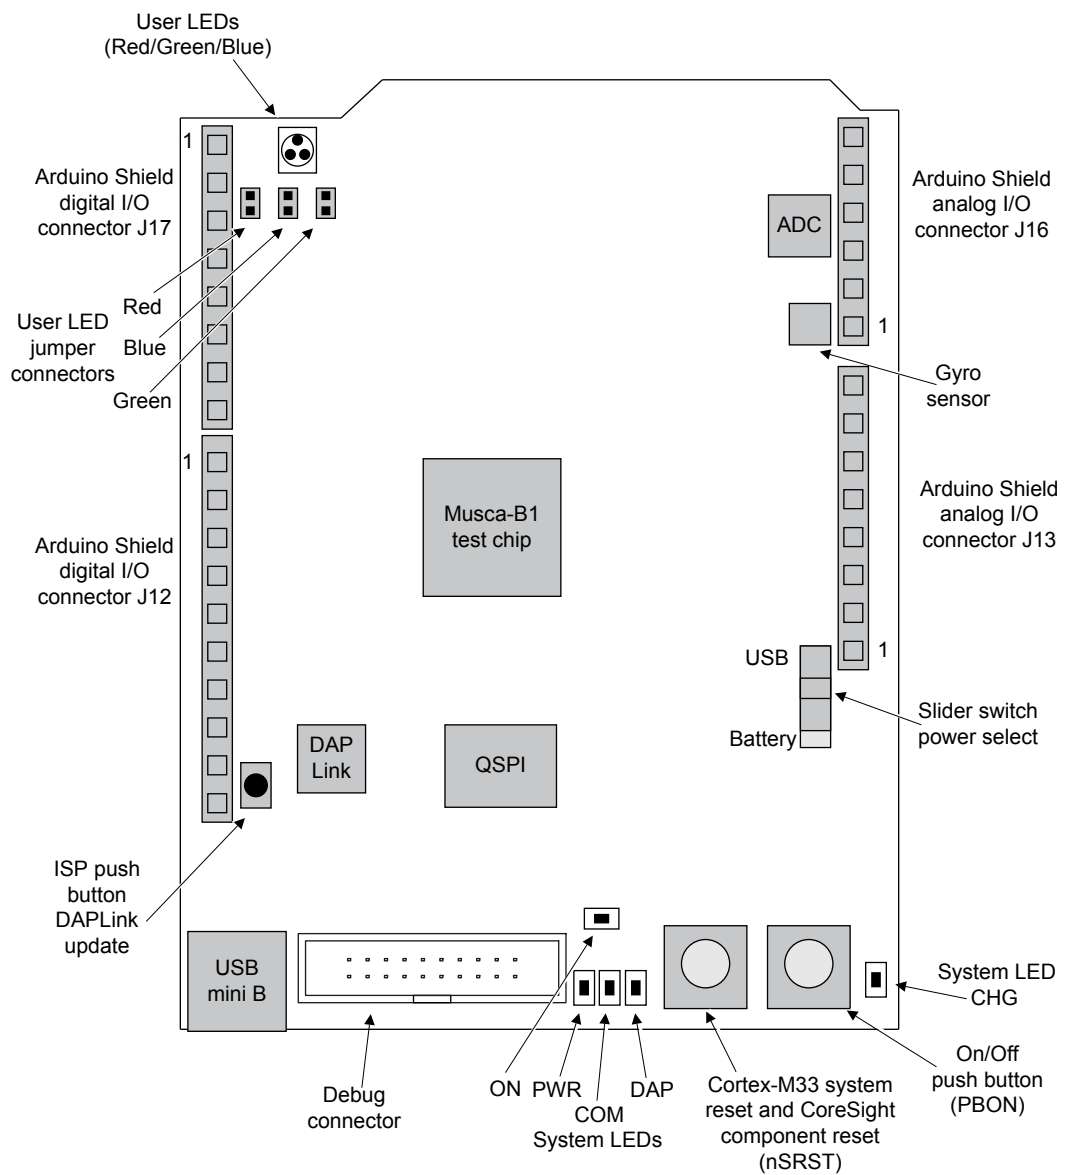 User LEDs
(Red/Green/Blue)
1
Arduino Shield
digital I/O
connector J17
ADC
Arduino Shield
analog I/O
connector J16
1
Red
User LED
jumper
connectors
Blue
Green
Gyro
sensor
1
Arduino Shield
digital I/O
connector J12
Musca-B1
test chip
Arduino Shield
analog I/O
connector J13
1
USB
Battery
Slider switch
power select
DAP
Link
QSPI
ISP push
button
DAPLink
update
USB
mini B
System LED
CHG
Debug
connector
ON
PWR
COM
DAP
System LEDs
Cortex-M33 system
reset and CoreSight
component reset
(nSRST)
On/Off
push button
(PBON)